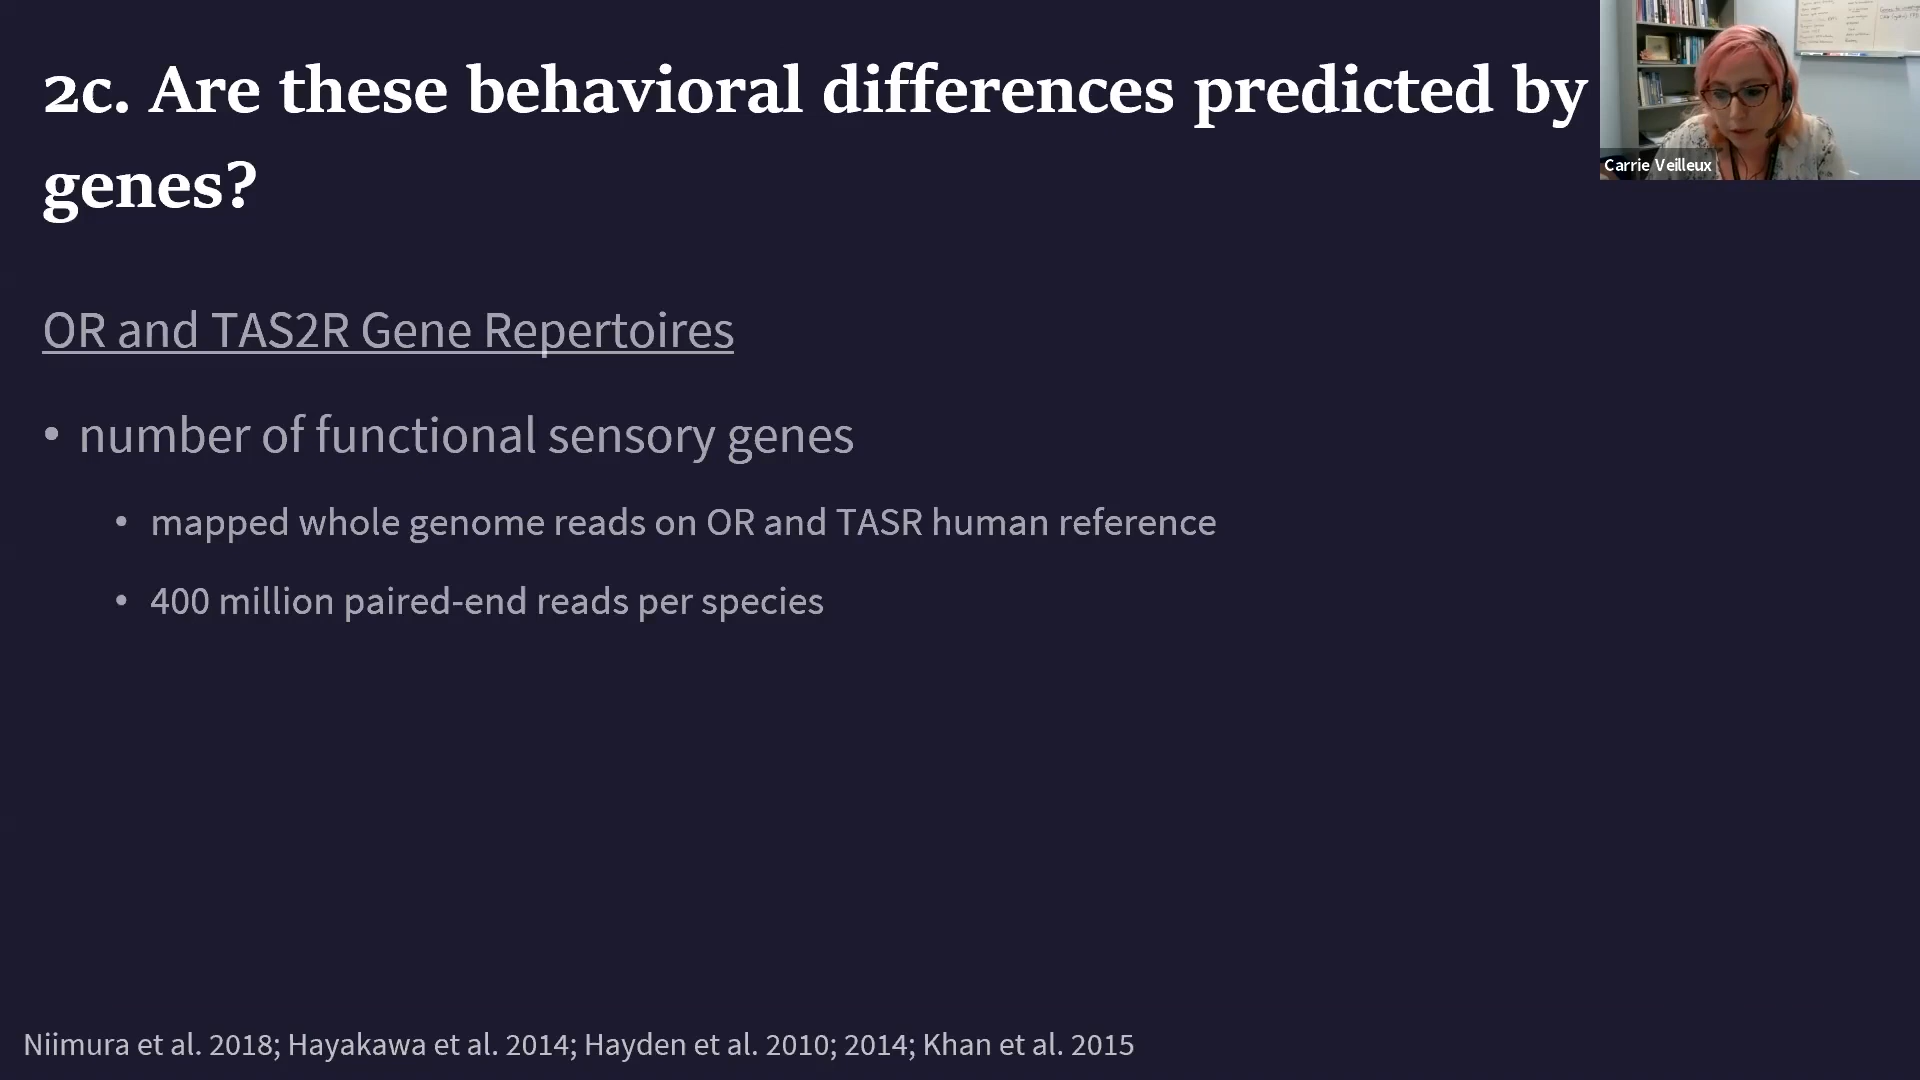 2c. Are these behavioral differences predicted by
genes?
Carrie Veilleux
OR and TAS2R Gene Repertoires
• number of functional sensory genes
• mapped whole genome reads on OR and TASR human reference
• 400 million paired-end reads per species
Niimura et al. 2018; Hayakawa et al. 2014; Hayden et al. 2010; 2014; Khan et al. 2015